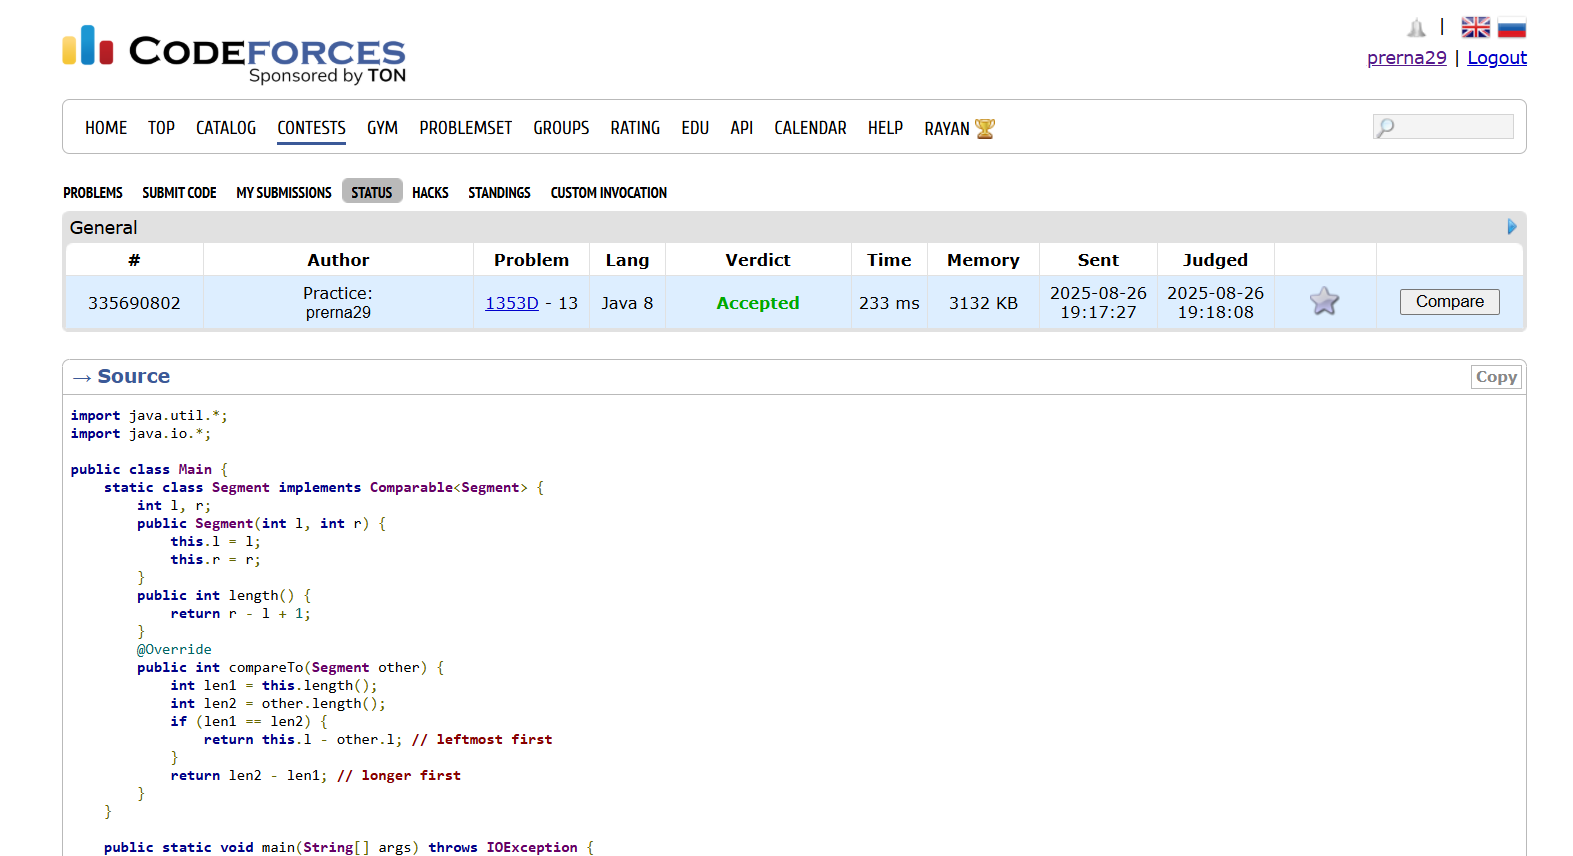 CODEFORCES
Sponsored by TON
|
prerna29 | Logout
HOME TOP CATALOG CONTESTS GYM PROBLEMSET GROUPS RATING EDU API CALENDAR HELP RAYAN
PROBLEMS SUBMIT CODE MY SUBMISSIONS STATUS HACKS STANDINGS CUSTOM INVOCATION
General
# Author Problem Lang Verdict Time Memory Sent Judged
335690802 Practice: prerna29 1353D - 13 Java 8 Accepted 233 ms 3132 KB 2025-08-26 19:17:27 2025-08-26 19:18:08 Compare
→ Source Copy
import java.util.*;
import java.io.*;
public class Main {
    static class Segment implements Comparable<Segment> {
        int l, r;
        public Segment(int l, int r) {
            this.l = l;
            this.r = r;
        }
        public int length() {
            return r - l + 1;
        }
        @Override
        public int compareTo(Segment other) {
            int len1 = this.length();
            int len2 = other.length();
            if (len1 == len2) {
                return this.l - other.l; // leftmost first
            }
            return len2 - len1; // longer first
        }
    }
    public static void main(String[] args) throws IOException {